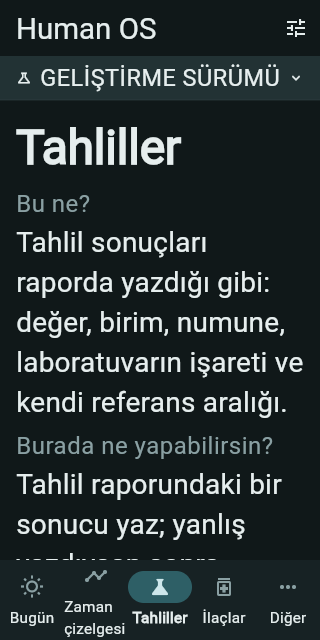 Human OS
GELİŞTİRME SÜRÜMÜ
Tahliller
Bu ne?
Tahlil sonuçları
raporda yazdığı gibi:
değer, birim, numune,
laboratuvarın işareti ve
kendi referans aralığı.
Burada ne yapabilirsin?
Tahlil raporundaki bir
sonucu yaz; yanlış
Bugün
Zaman
çizelgesi
Tahliller
İlaçlar
Diğer